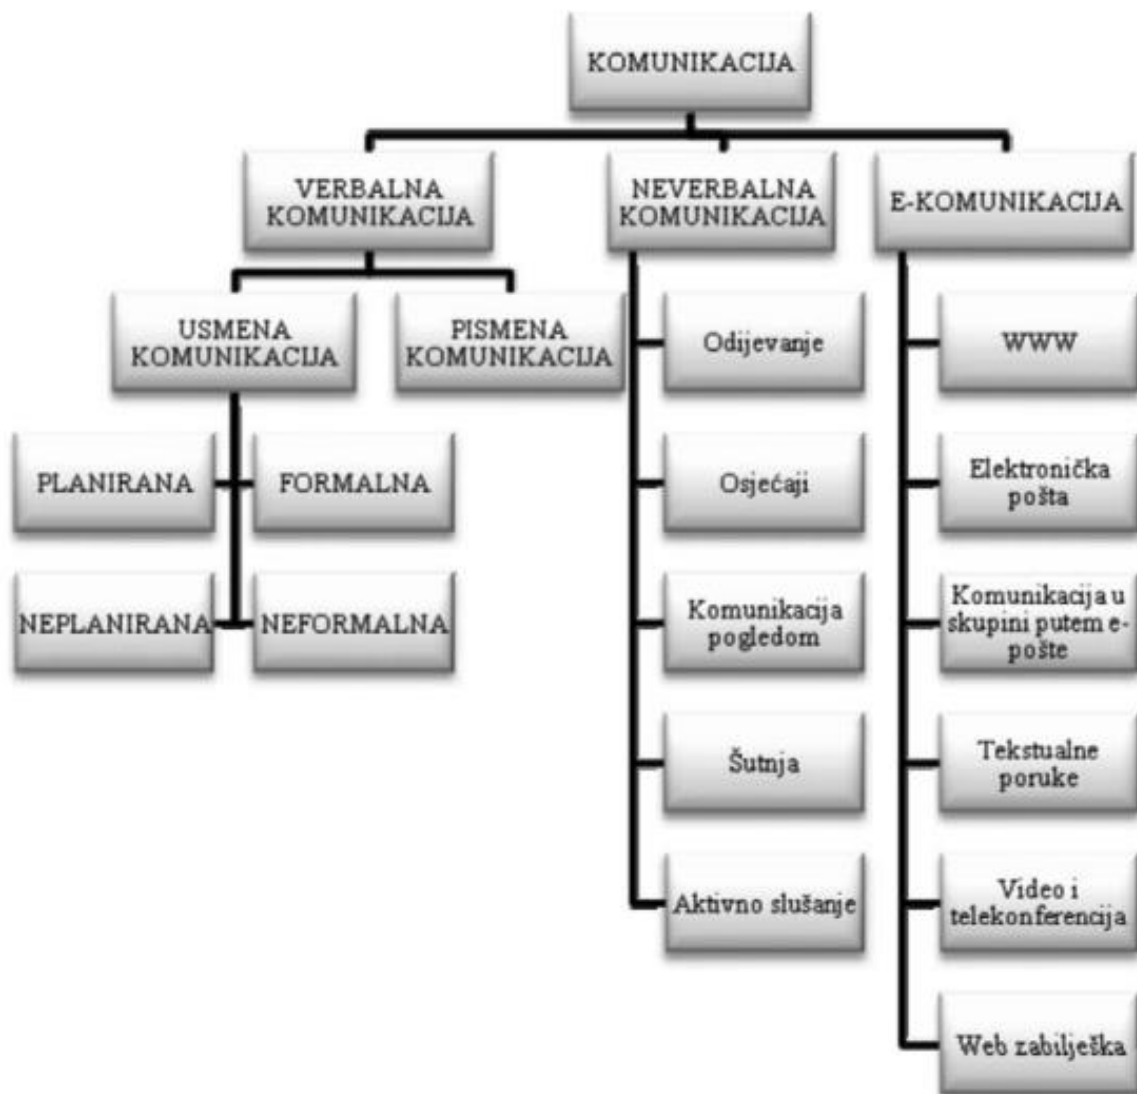 KOMUNIKACIJA
VERBALNA
KOMUNIKACIJA
NEVERBALNA
KOMUNIKACIJA
E-KOMUNIKACIJA
USMENA
KOMUNIKACIJA
PISMENA
KOMUNIKACIJA
PLANIRANA
FORMALNA
NEPLANIRANA
NEFORMALNA
Odijevanje
Osjećaji
Komunikacija
pogledom
Šutnja
Aktivno slušanje
WWW
Elektronička
pošta
Komunikacija u
skupini putem e-
pošte
Tekstualne
poruke
Video i
telekonferencija
Web zabilješka